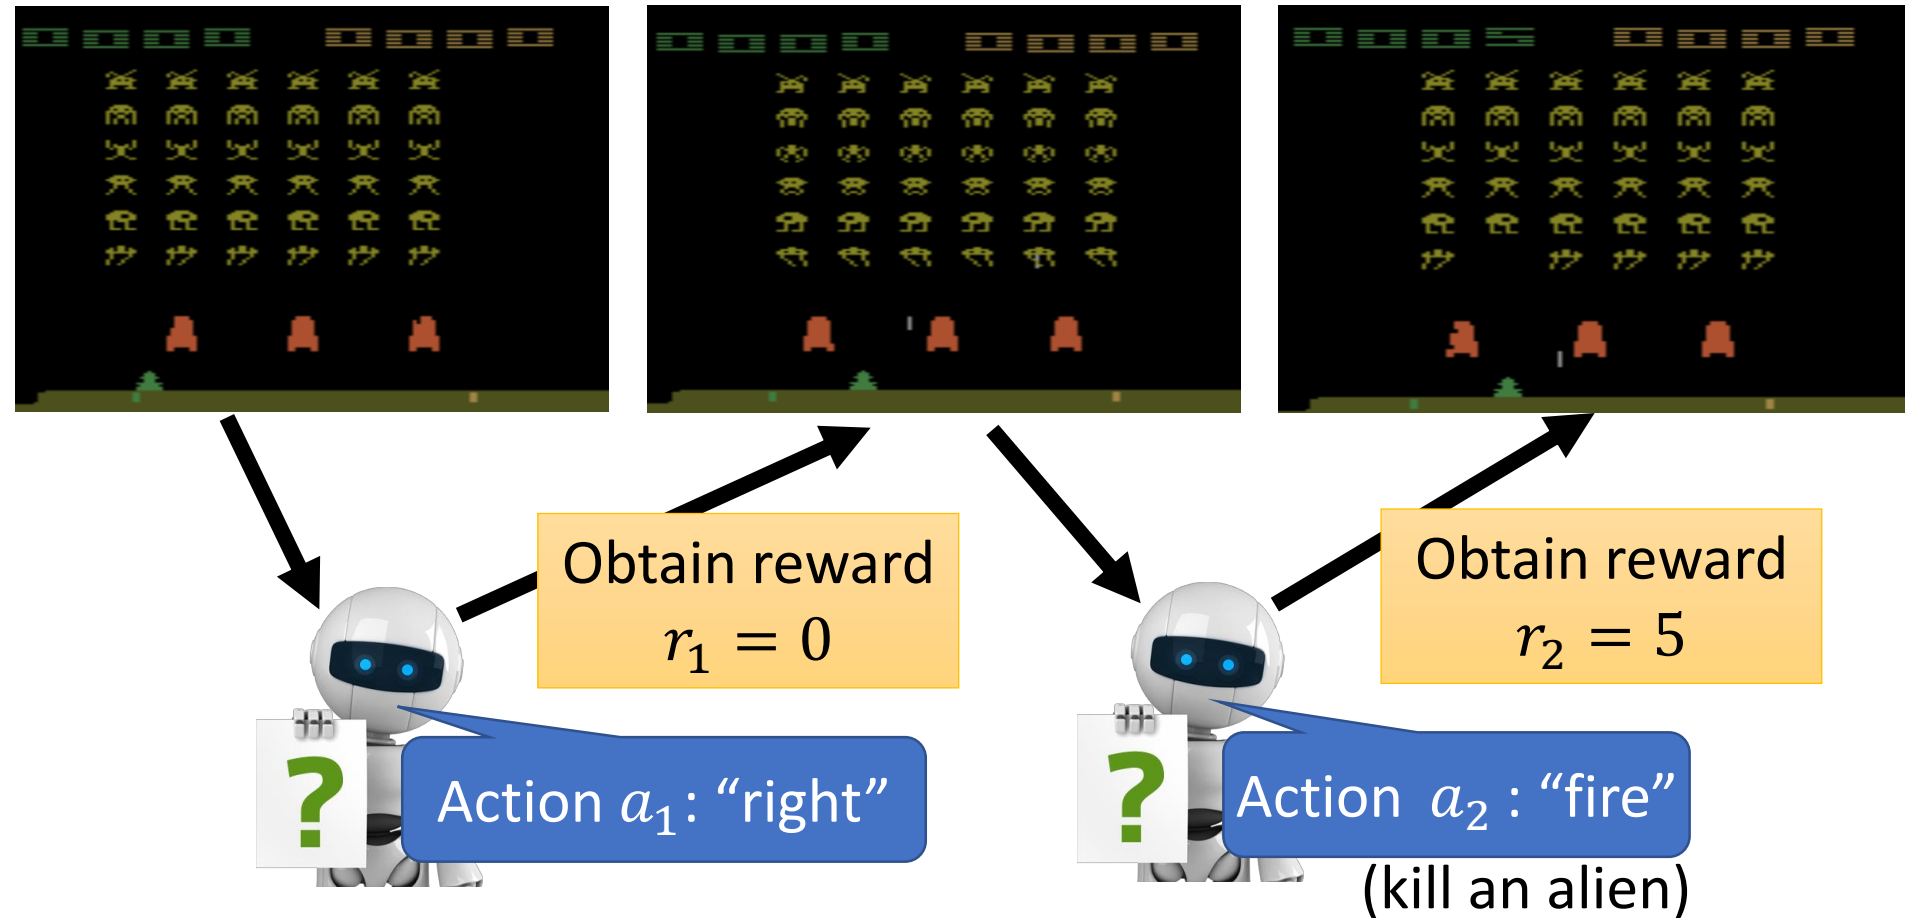 Obtain reward
r₁ = 0
Obtain reward
r₂ = 5
?
Action a₁: “right”
?
Action a₂ : “fire”
(kill an alien)